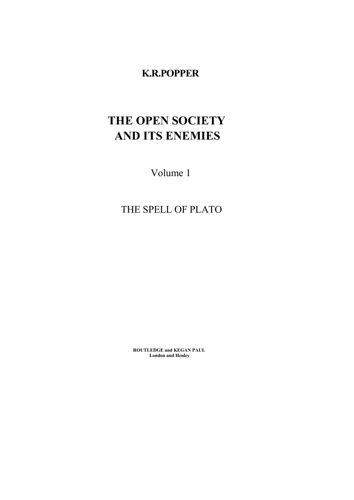 K.R.POPPER
THE OPEN SOCIETY
AND ITS ENEMIES
Volume 1
THE SPELL OF PLATO
ROUTLEDGE and KEGAN PAUL
London and Henley